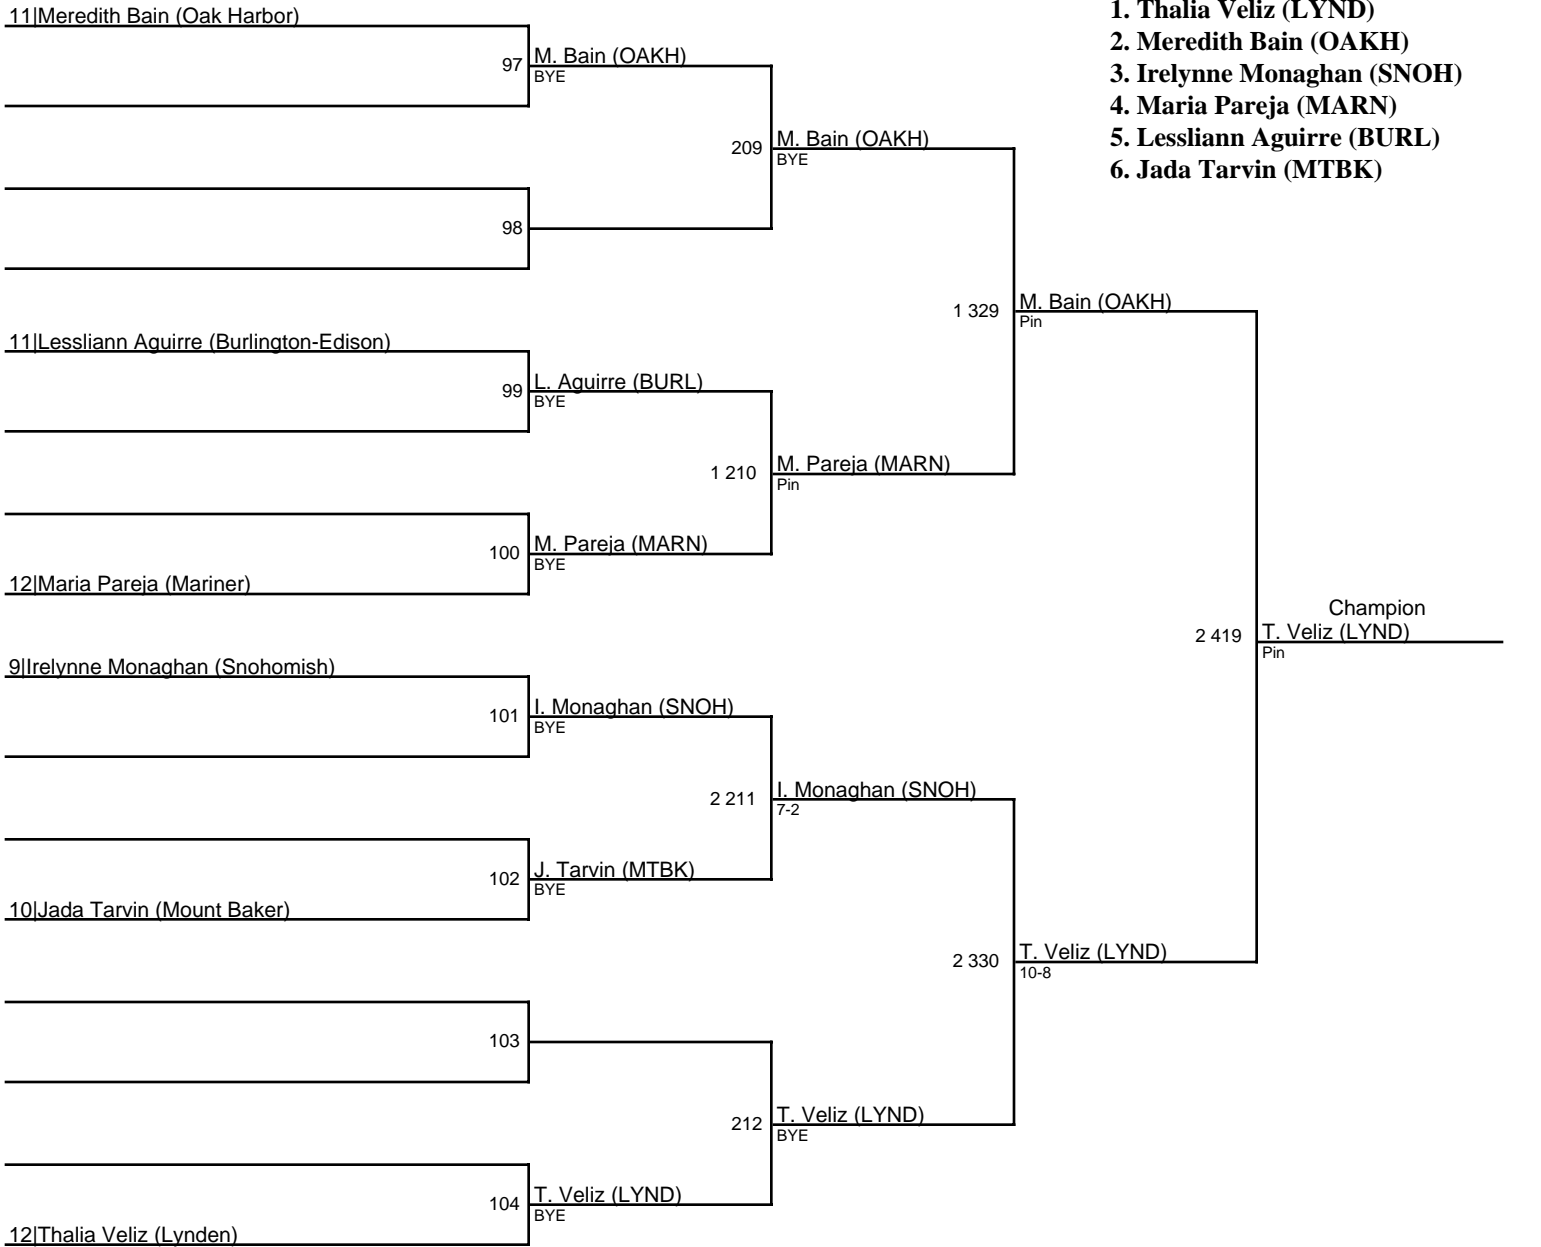 11|Meredith Bain (Oak Harbor)
1. Thalia Veliz (LYND)
2. Meredith Bain (OAKH)
3. Irelynne Monaghan (SNOH)
4. Maria Pareja (MARN)
5. Lessliann Aguirre (BURL)
6. Jada Tarvin (MTBK)
97
M. Bain (OAKH)
BYE
209
M. Bain (OAKH)
BYE
98
1 329
M. Bain (OAKH)
Pin
11|Lessliann Aguirre (Burlington-Edison)
99
L. Aguirre (BURL)
BYE
1 210
M. Pareja (MARN)
Pin
100
M. Pareja (MARN)
BYE
12|Maria Pareja (Mariner)
Champion
2 419
T. Veliz (LYND)
Pin
9|Irelynne Monaghan (Snohomish)
101
I. Monaghan (SNOH)
BYE
2 211
I. Monaghan (SNOH)
7-2
102
J. Tarvin (MTBK)
BYE
10|Jada Tarvin (Mount Baker)
2 330
T. Veliz (LYND)
10-8
103
212
T. Veliz (LYND)
BYE
104
T. Veliz (LYND)
BYE
12|Thalia Veliz (Lynden)